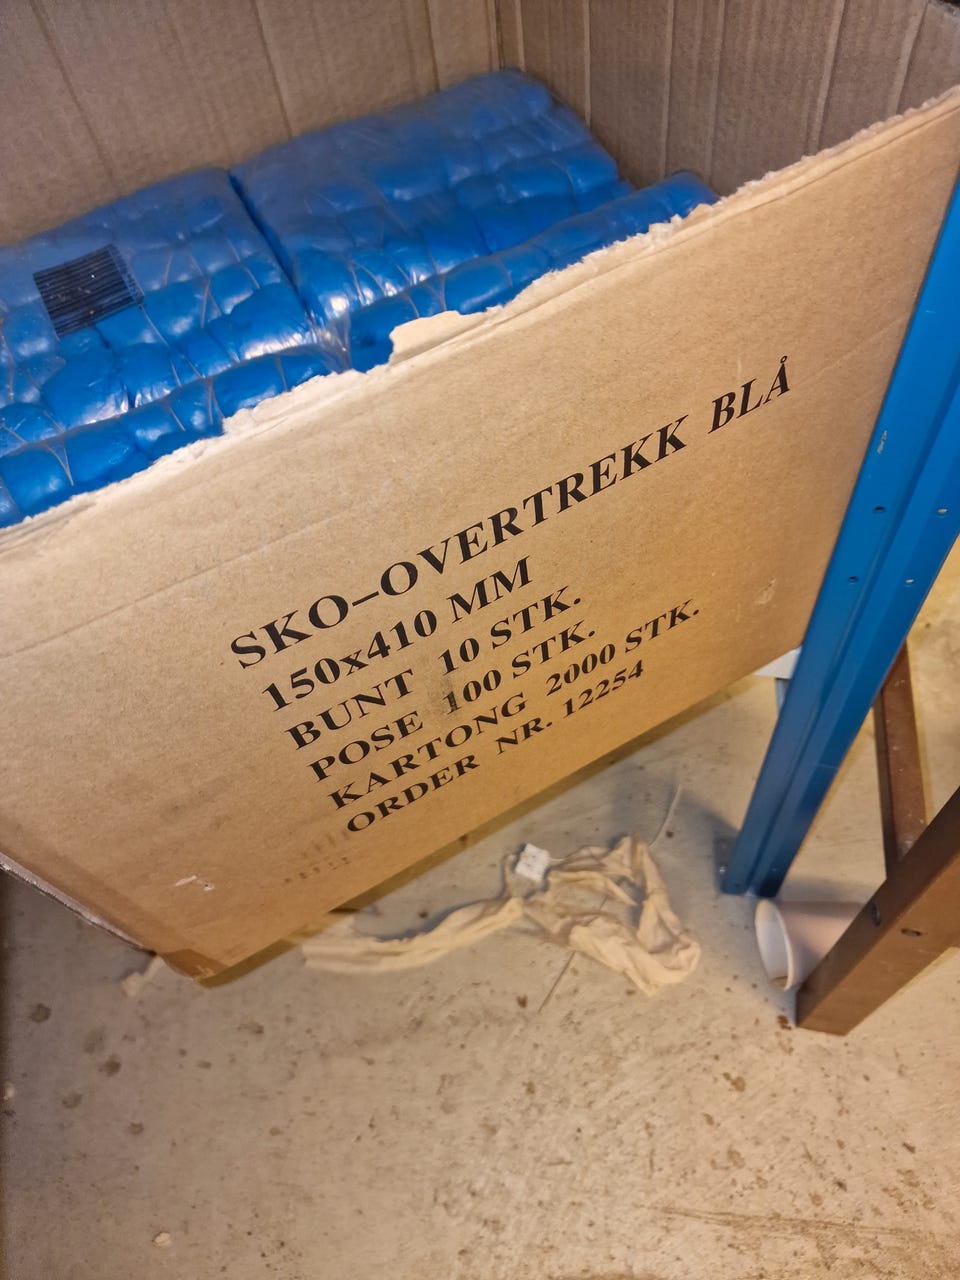 SKO-OVERTREKK BLÅ
150x410 MM
BUNT 10 STK.
POSE 100 STK.
KARTONG 2000 STK.
ORDER NR. 12254